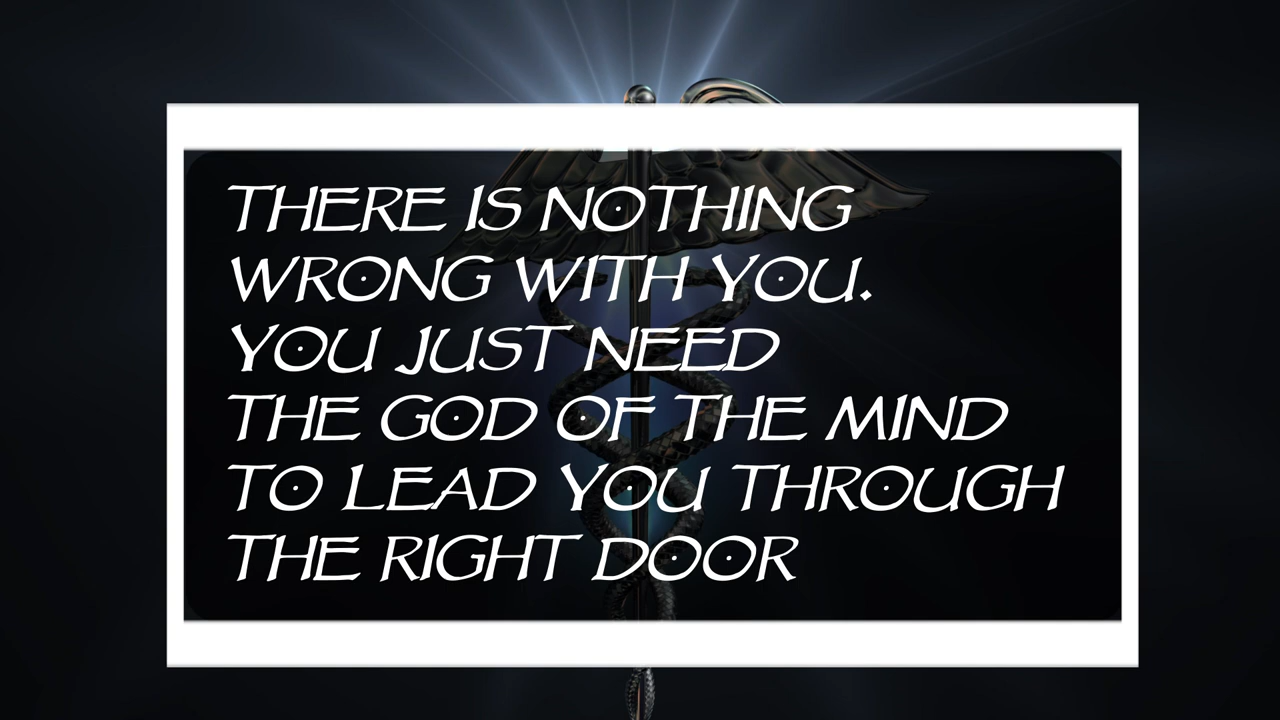 THERE IS NOTHING
WRONG WITH YOU.
YOU JUST NEED
THE GOD OF THE MIND
TO LEAD YOU THROUGH
THE RIGHT DOOR